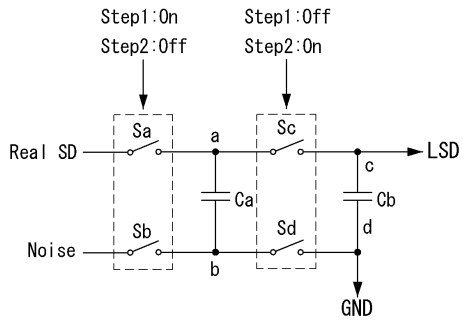 Step1:On
Step2:Off
Step1:Off
Step2:On
Sa
a
Sc
Real SD
c
LSD
Ca
Cb
Sb
Sd
d
Noise
b
GND